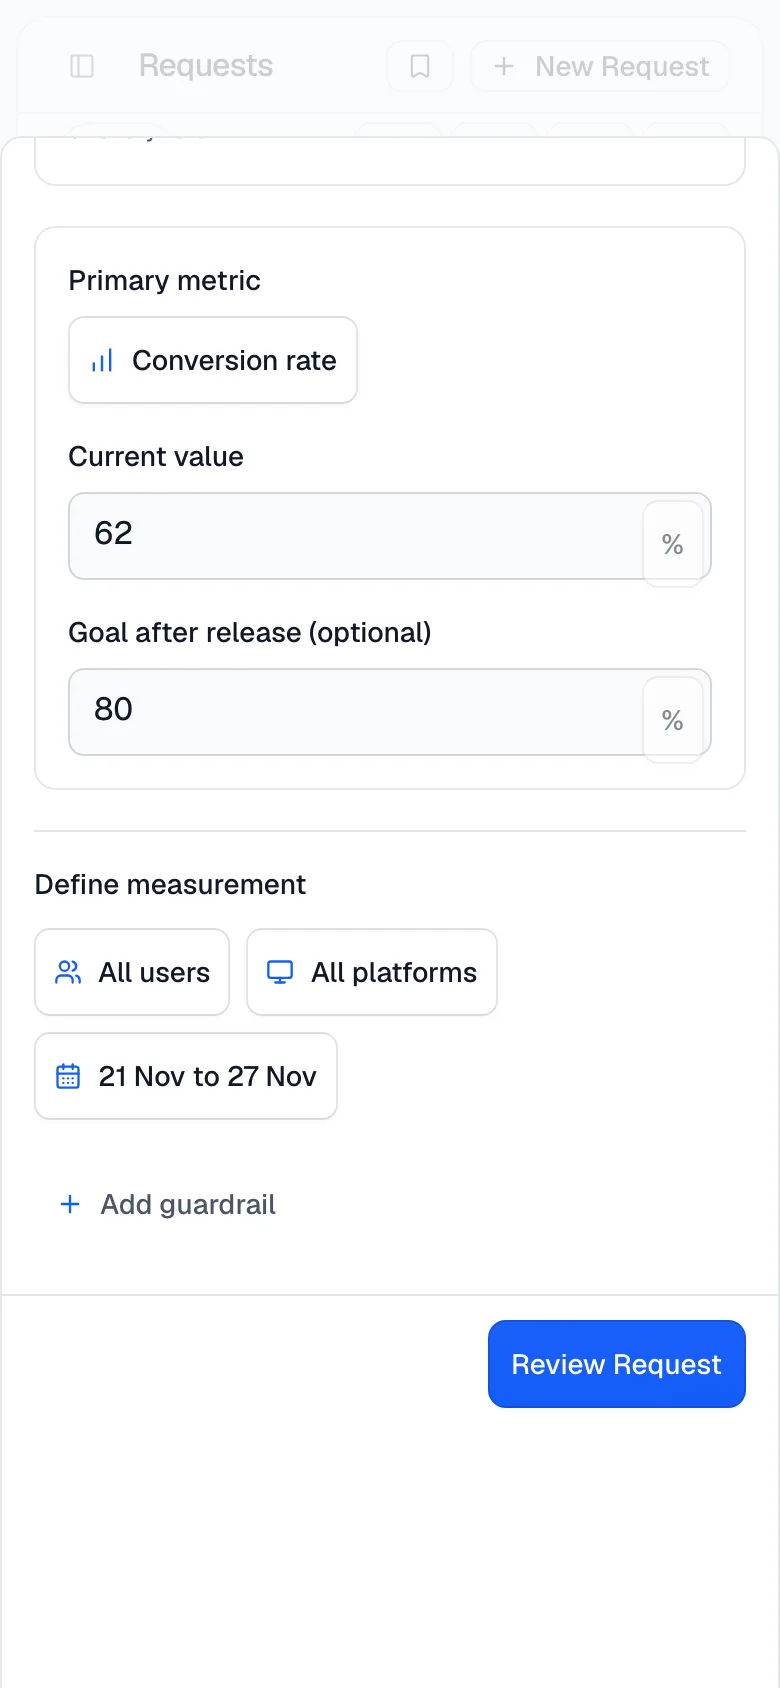 Requests
New Request
Primary metric
Conversion rate
Current value
62
%
Goal after release (optional)
80
%
Define measurement
All users
All platforms
21 Nov to 27 Nov
Add guardrail
Review Request